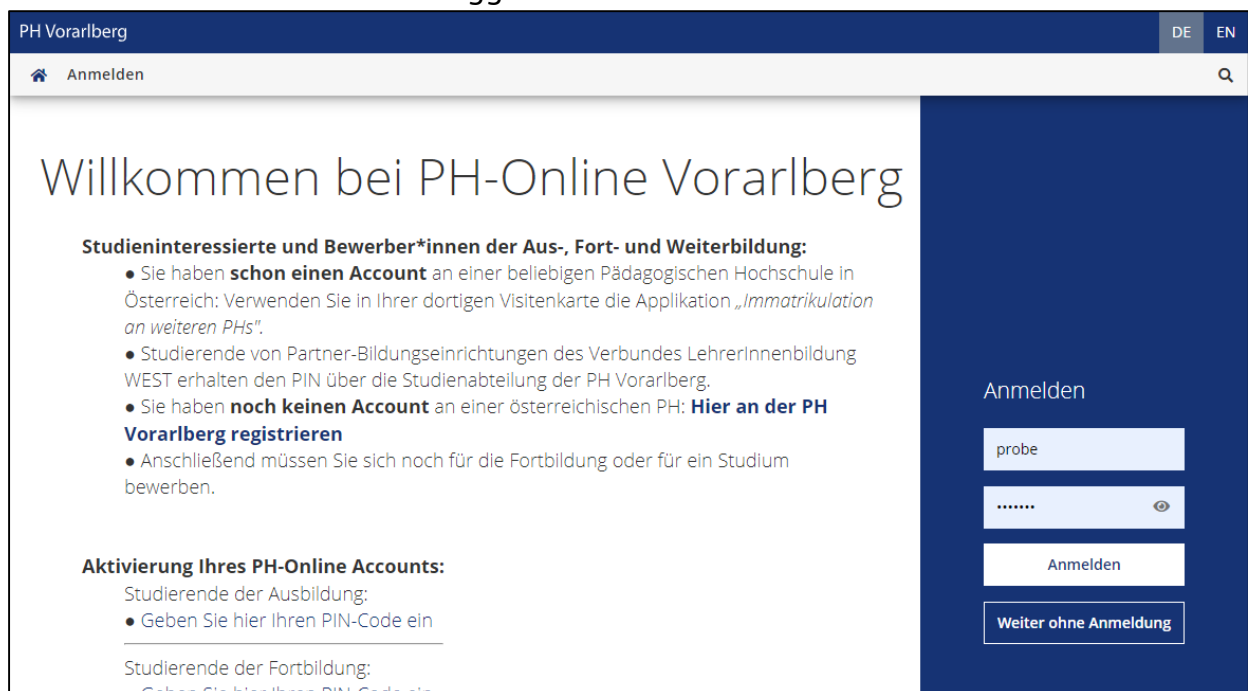 PH Vorarlberg
DE EN
Anmelden
Willkommen bei PH-Online Vorarlberg
Studieninteressierte und Bewerber*innen der Aus-, Fort- und Weiterbildung:
● Sie haben schon einen Account an einer beliebigen Pädagogischen Hochschule in
Österreich: Verwenden Sie in Ihrer dortigen Visitenkarte die Applikation „Immatrikulation
an weiteren PHs".
● Studierende von Partner-Bildungseinrichtungen des Verbundes LehrerInnenbildung
WEST erhalten den PIN über die Studienabteilung der PH Vorarlberg.
● Sie haben noch keinen Account an einer österreichischen PH: Hier an der PH
Vorarlberg registrieren
● Anschließend müssen Sie sich noch für die Fortbildung oder für ein Studium
bewerben.
Aktivierung Ihres PH-Online Accounts:
Studierende der Ausbildung:
● Geben Sie hier Ihren PIN-Code ein
Studierende der Fortbildung:
Anmelden
probe
•••••••
Anmelden
Weiter ohne Anmeldung